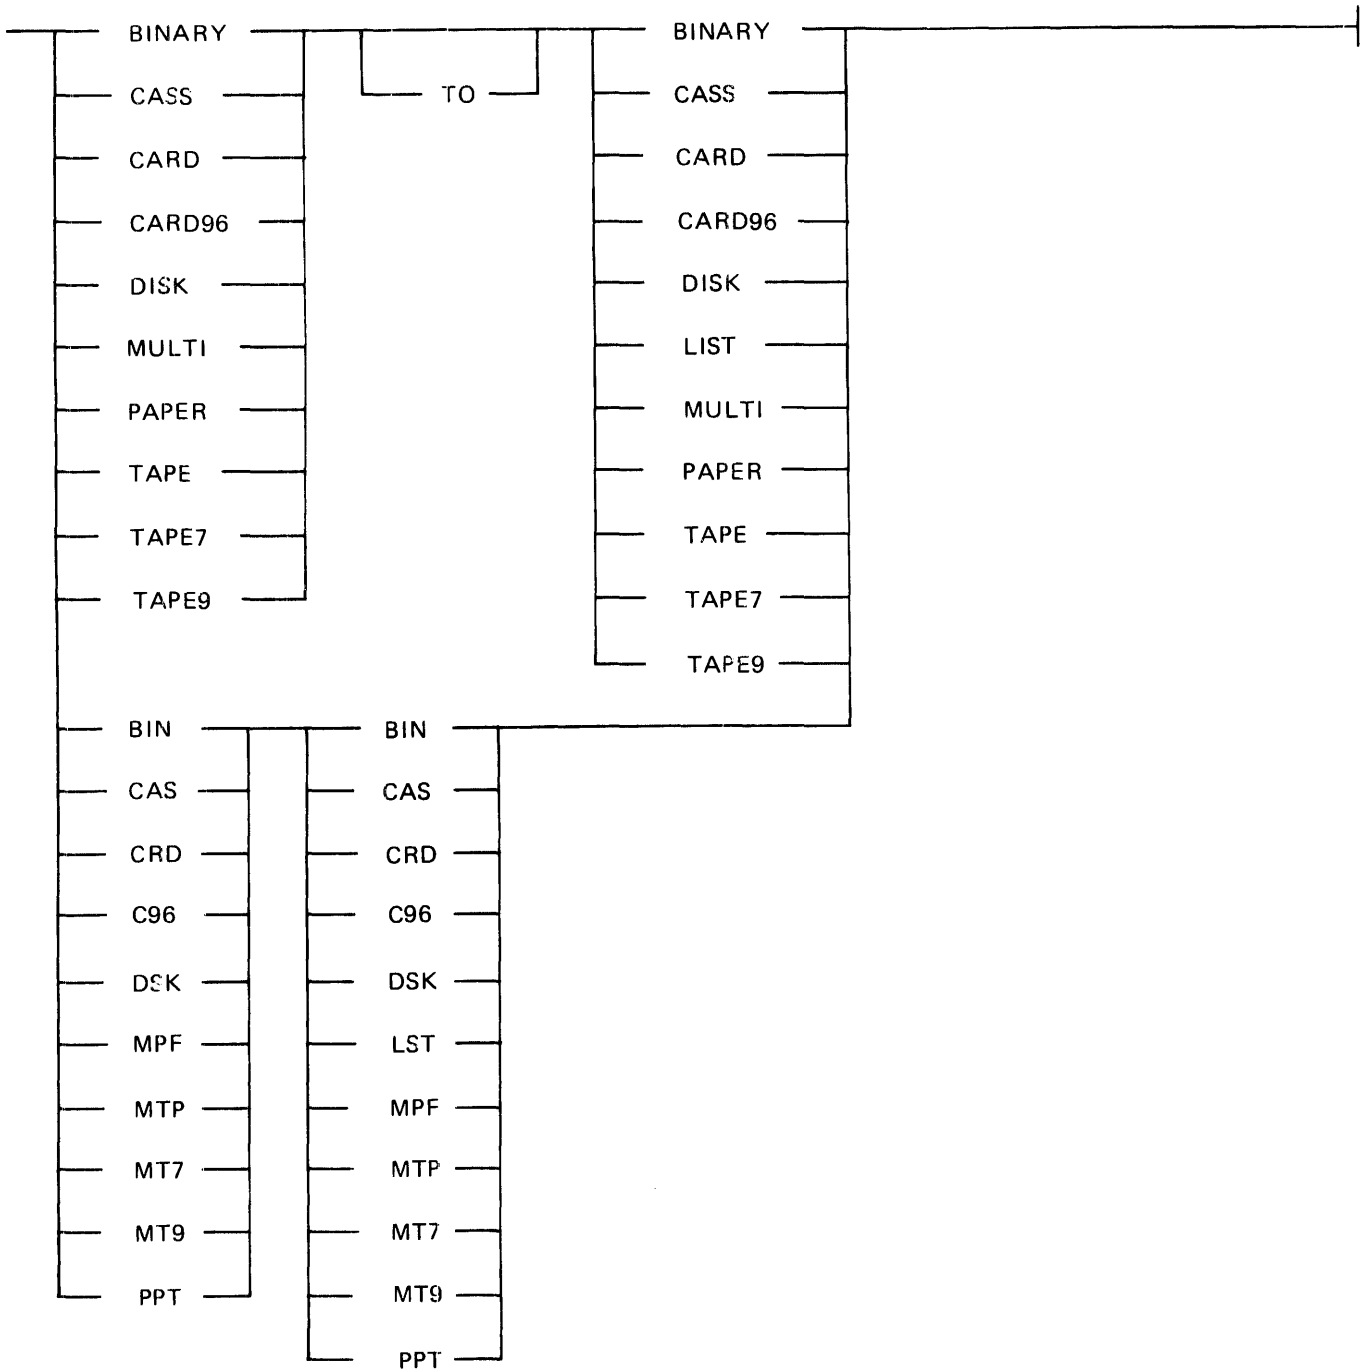 BINARY
CASS
CARD
CARD96
DISK
MULTI
PAPER
TAPE
TAPE7
TAPE9
TO
BINARY
CASS
CARD
CARD96
DISK
LIST
MULTI
PAPER
TAPE
TAPE7
TAPE9
BIN
CAS
CRD
C96
DSK
MPF
MTP
MT7
MT9
PPT
BIN
CAS
CRD
C96
DSK
LST
MPF
MTP
MT7
MT9
PPT